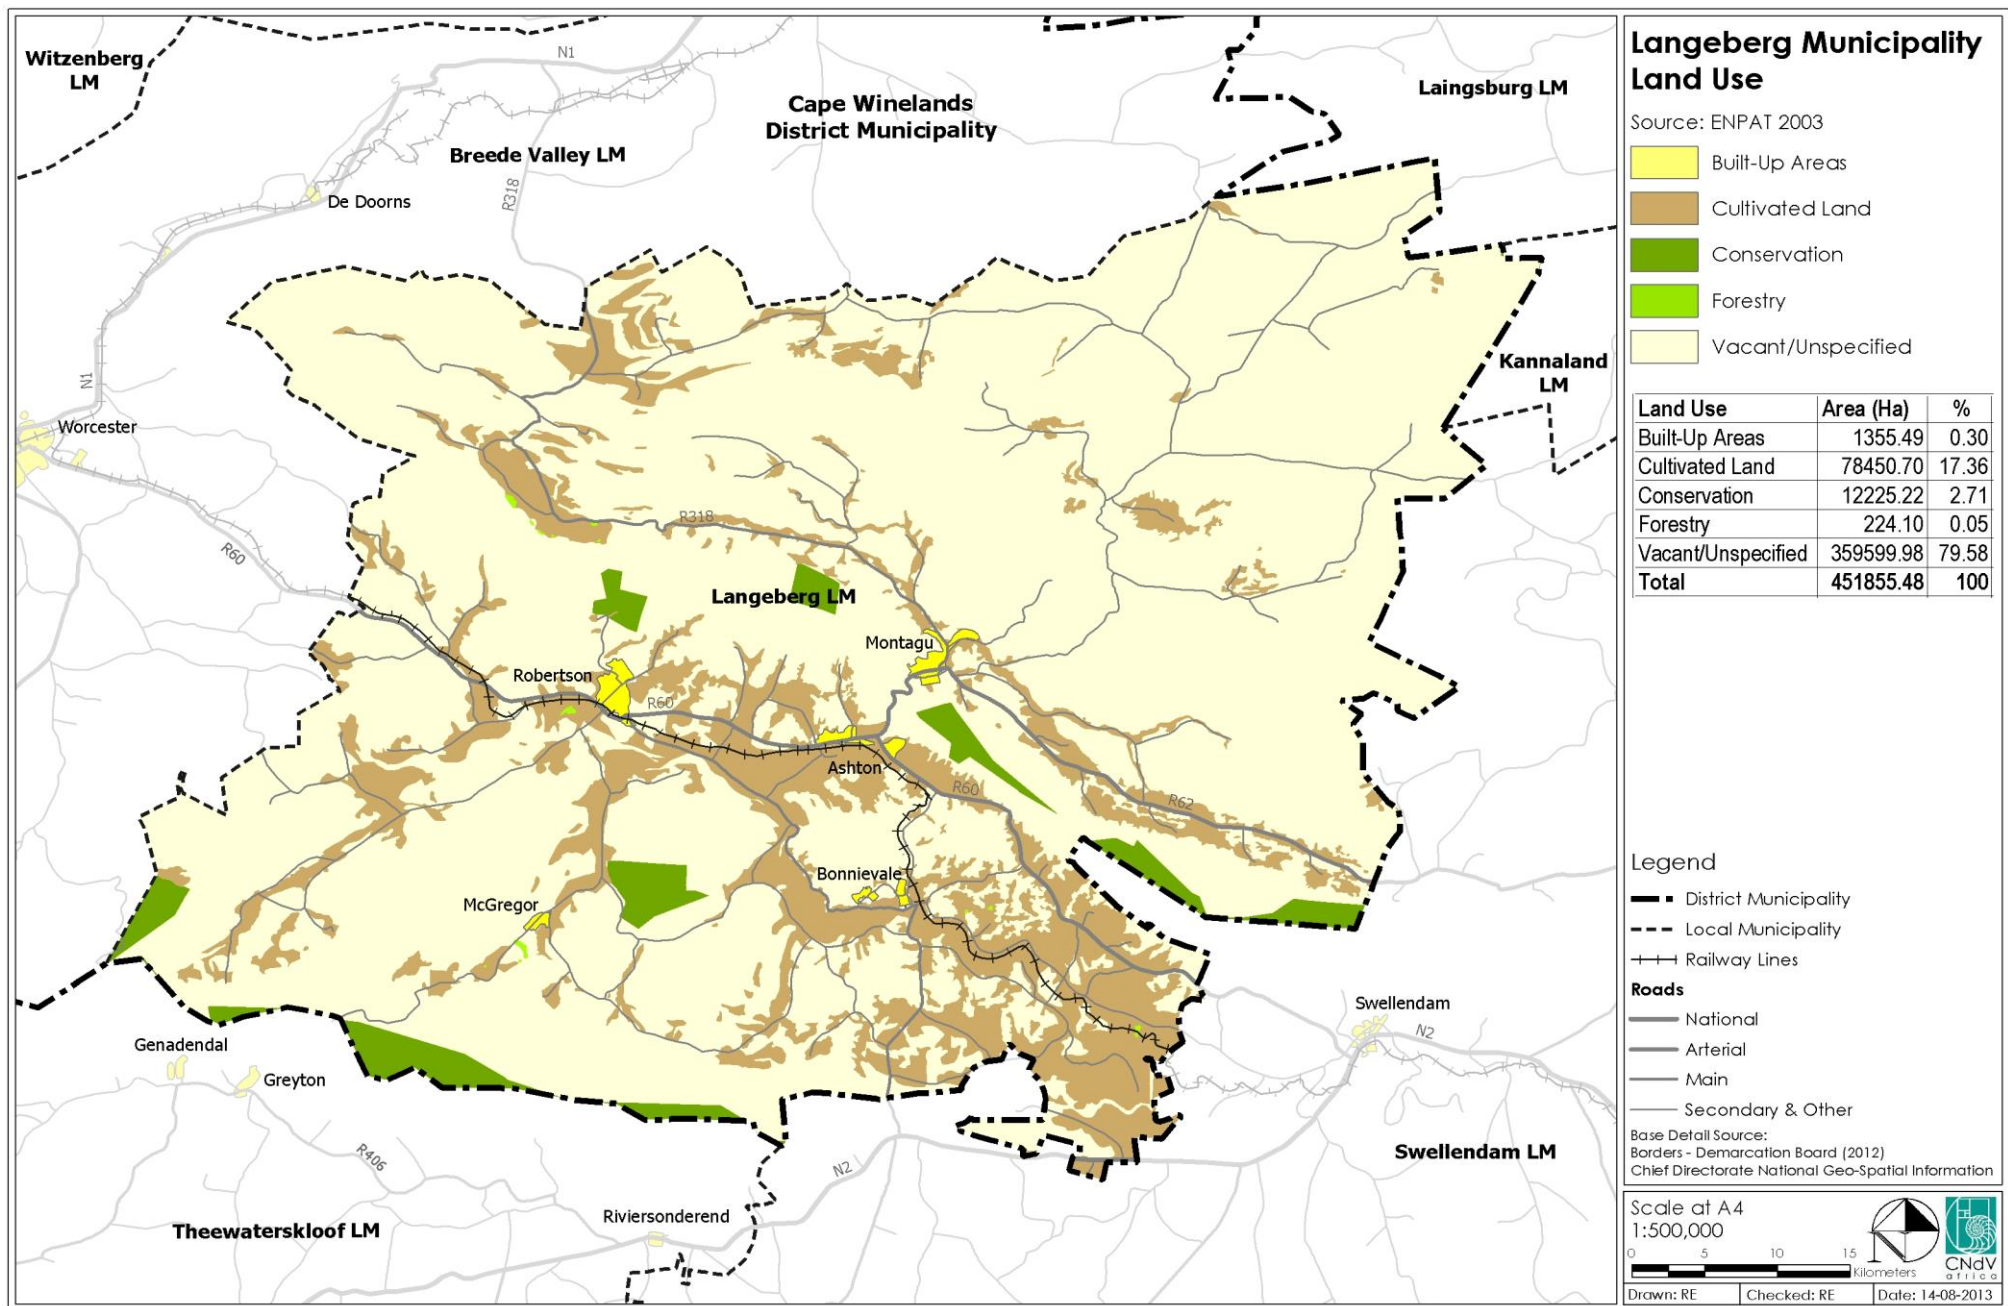 Witzenberg
LM
N1
Cape Winelands
District Municipality
Laingsburg LM
Breede Valley LM
R318
De Doorns
N1
Kannaland
LM
Worcester
R60
R318
Langeberg LM
Montagu
Robertson
R60
Ashton
R60
R62
Bonnievale
McGregor
Swellendam
N2
Genadendal
Greyton
R406
N2
Swellendam LM
Riviersonderend
Theewaterskloof LM
Langeberg Municipality
Land Use
Source: ENPAT 2003
Built-Up Areas
Cultivated Land
Conservation
Forestry
Vacant/Unspecified
Land Use Area (Ha) %
Built-Up Areas 1355.49 0.30
Cultivated Land 78450.70 17.36
Conservation 12225.22 2.71
Forestry 224.10 0.05
Vacant/Unspecified 359599.98 79.58
Total 451855.48 100
Legend
District Municipality
Local Municipality
Railway Lines
Roads
National
Arterial
Main
Secondary & Other
Base Detail Source:
Borders - Demarcation Board (2012)
Chief Directorate National Geo-Spatial Information
Scale at A4
1:500,000
0 5 10 15
Kilometers
CNdV
africa
Drawn: RE Checked: RE Date: 14-08-2013